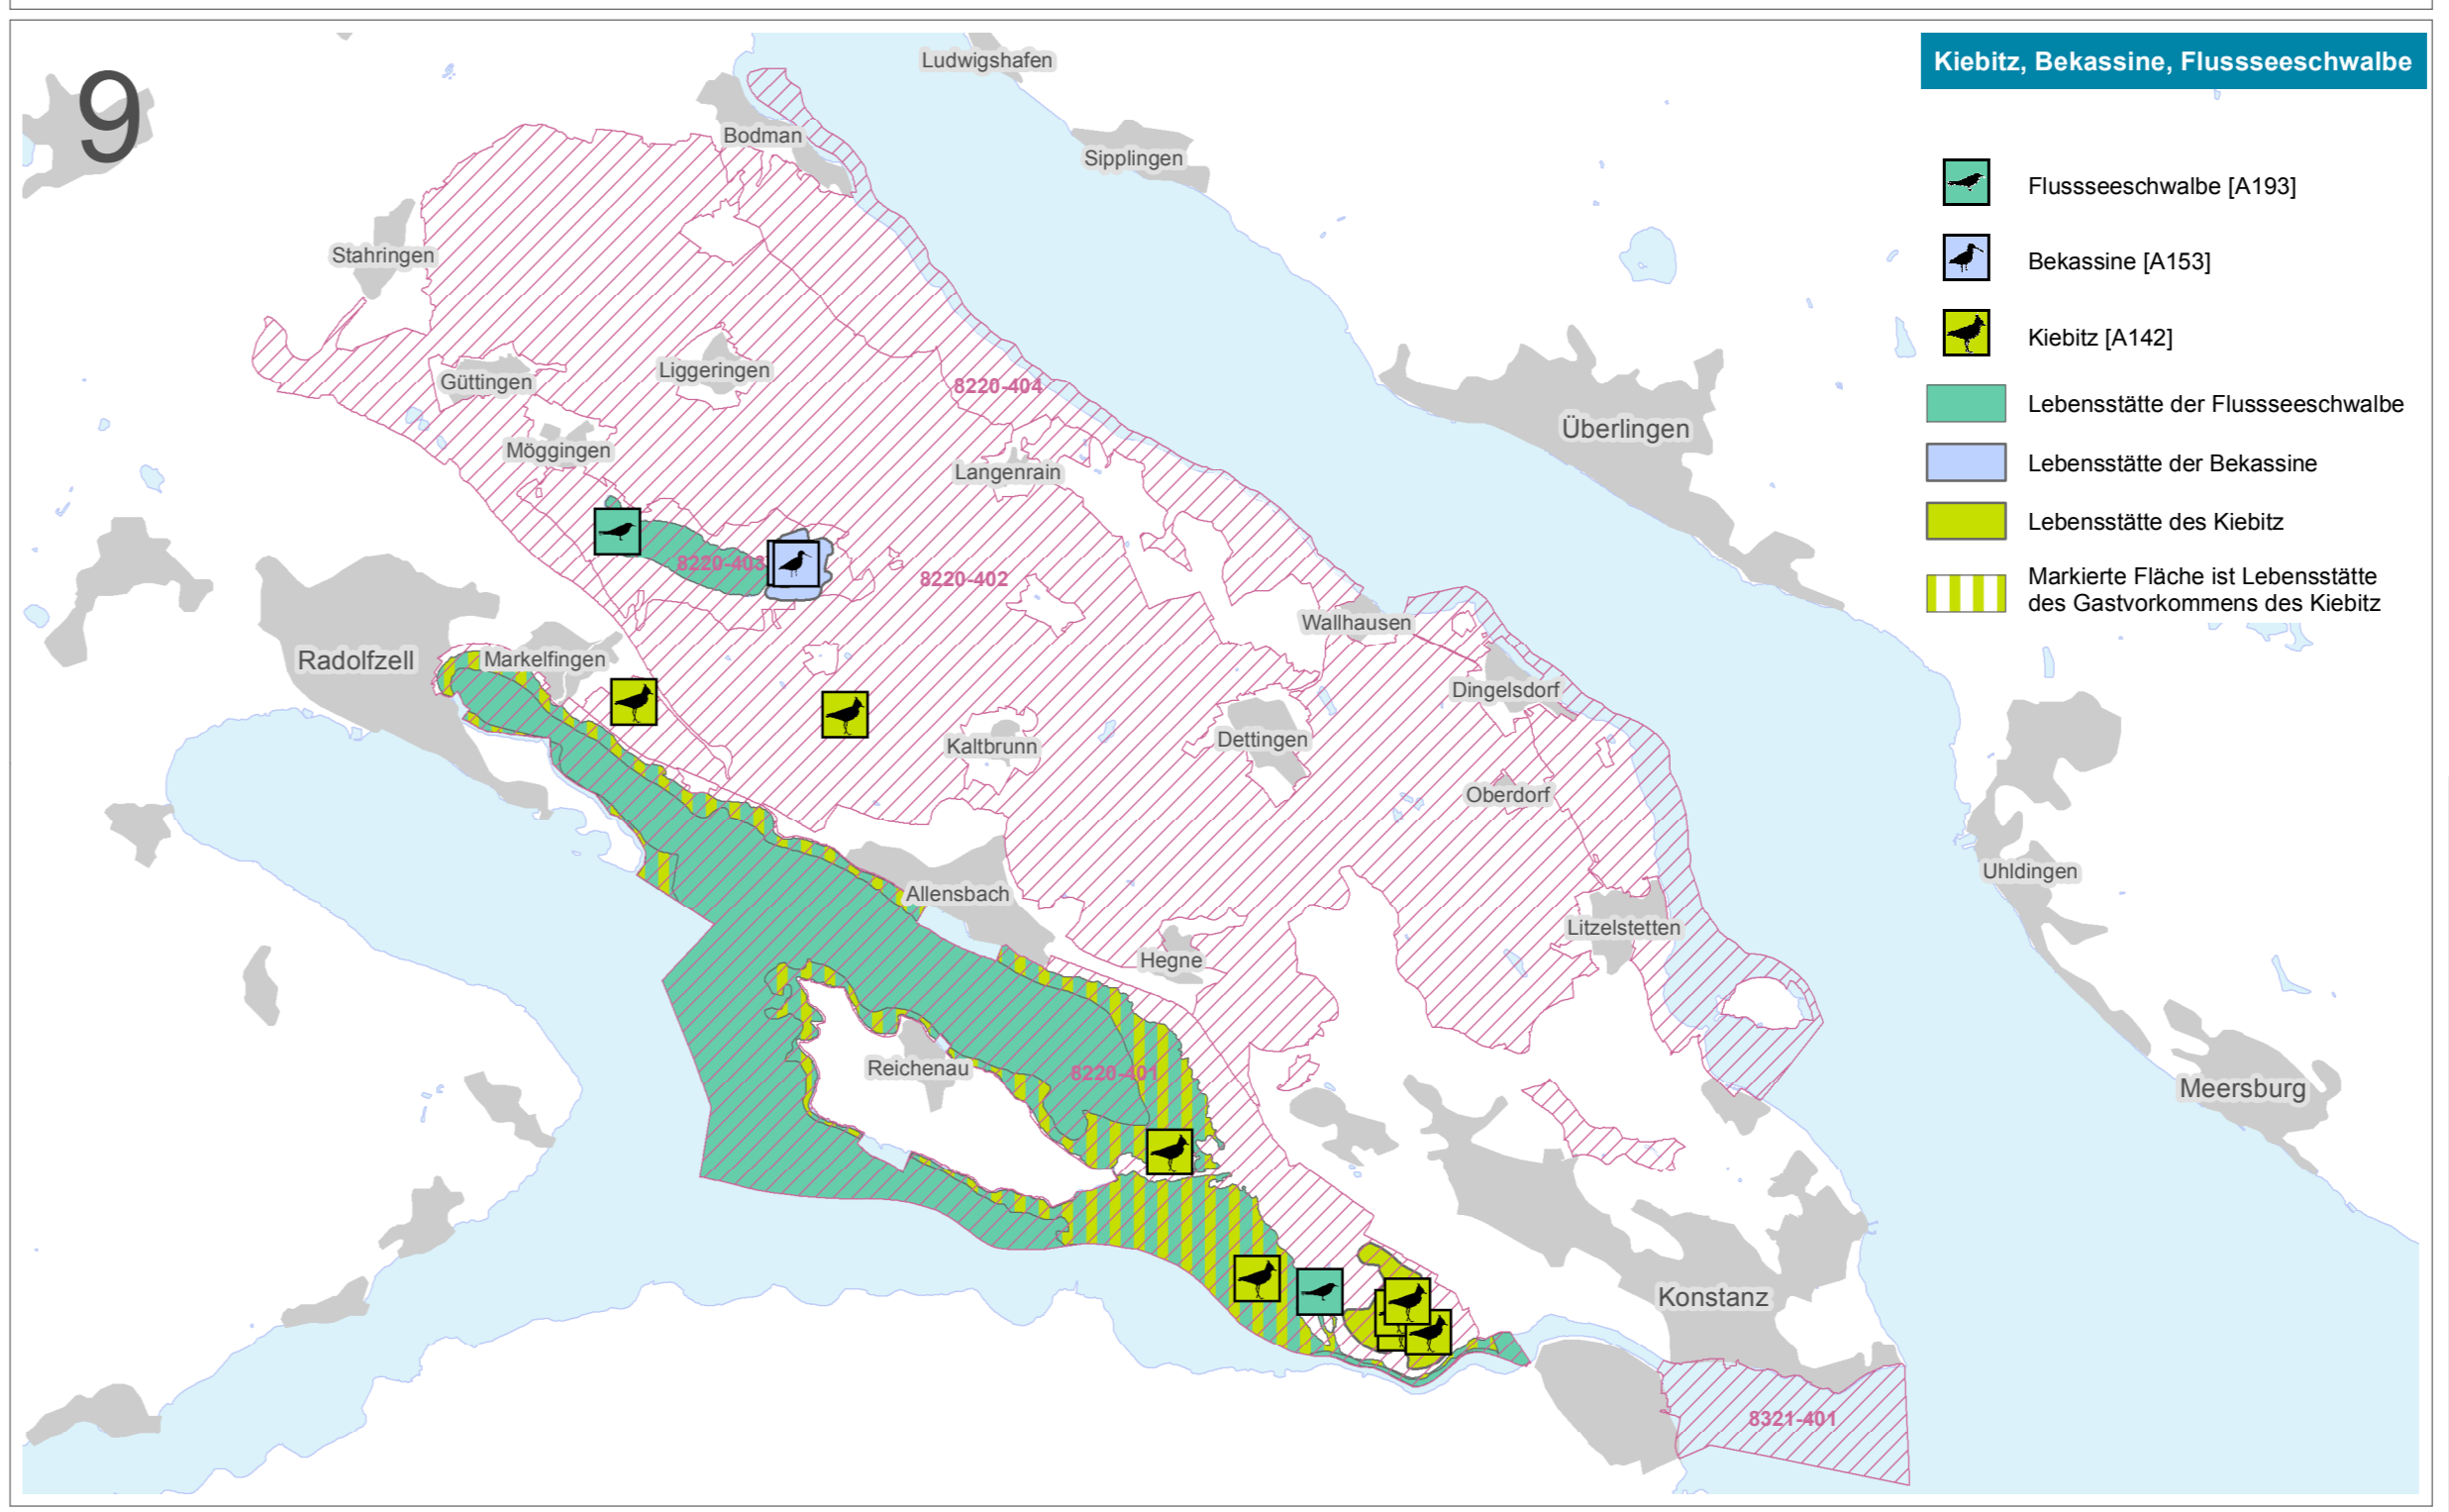 9
Kiebitz, Bekassine, Flussseeschwalbe
Flussseeschwalbe [A193]
Bekassine [A153]
Kiebitz [A142]
Lebensstätte der Flussseeschwalbe
Lebensstätte der Bekassine
Lebensstätte des Kiebitz
Markierte Fläche ist Lebensstätte
des Gastvorkommens des Kiebitz
Ludwigshafen
Bodman
Sipplingen
Stahringen
Güttingen
Liggeringen
8220-404
Überlingen
Möggingen
Langenrain
8220-403
8220-402
Wallhausen
Radolfzell
Markelfingen
Dingelsdorf
Kaltbrunn
Dettingen
Oberdorf
Uhldingen
Allensbach
Litzelstetten
Hegne
Reichenau
8220-401
Meersburg
Konstanz
8321-401